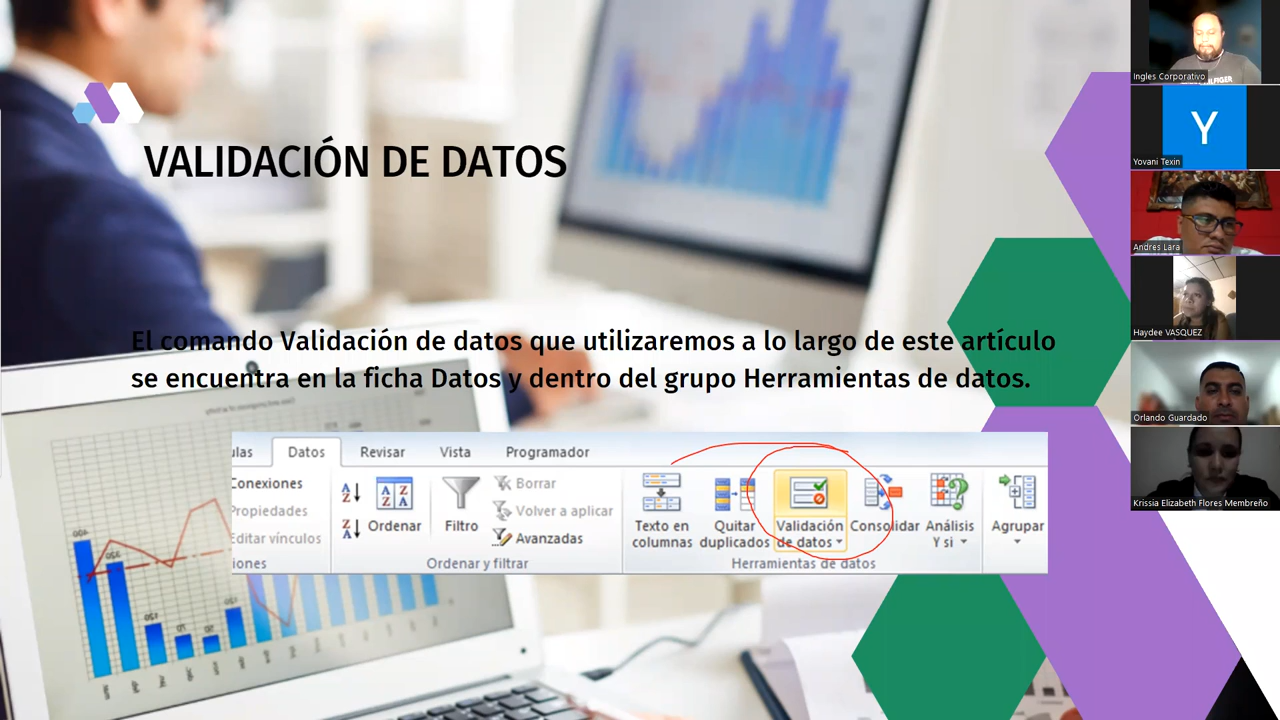 VALIDACIÓN DE DATOS
El comando Validación de datos que utilizaremos a lo largo de este artículo
se encuentra en la ficha Datos y dentro del grupo Herramientas de datos.
ulas Datos Revisar Vista Programador
Conexiones
Propiedades
Editar vínculos
iones
Ordenar
Filtro
Borrar
Volver a aplicar
Avanzadas
Ordenar y filtrar
Texto en
columnas
Quitar
duplicados
Validación
de datos
Consolidar
Análisis
Y si
Agrupar
Herramientas de datos
Ingles Corporativo
Y
Yovani Texin
Andres Lara
Haydee VASQUEZ
Orlando Guardado
Krissia Elizabeth Flores Membreño